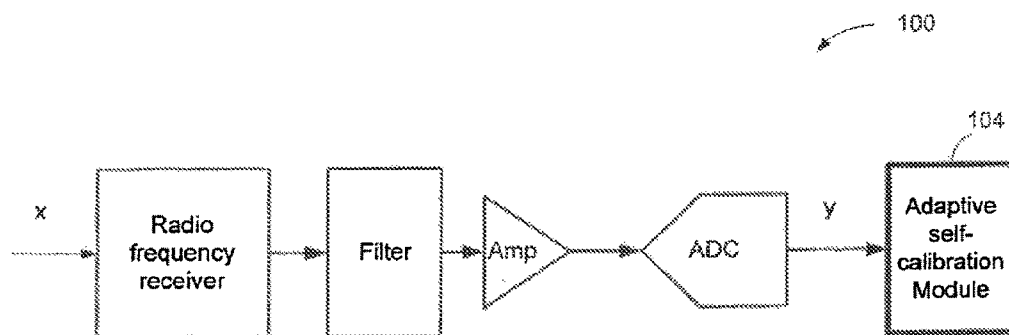 100
104
x
Radio
frequency
receiver
Filter
Amp
ADC
y
Adaptive
self-
calibration
Module